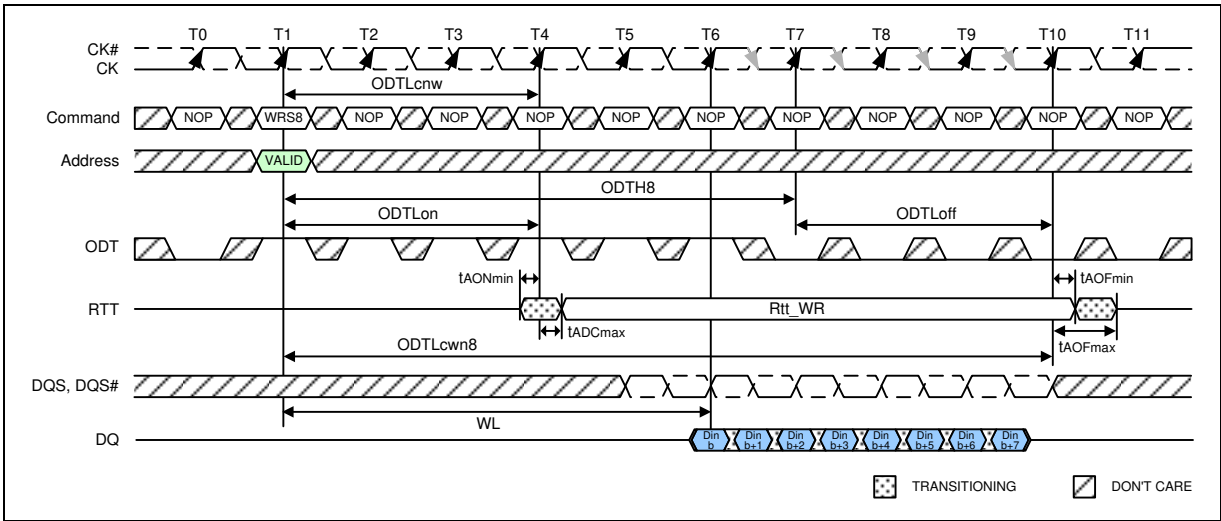 T0 T1 T2 T3 T4 T5 T6 T7 T8 T9 T10 T11
CK#
CK
ODTLcnw
Command NOP WRS8 NOP NOP NOP NOP NOP NOP NOP NOP NOP NOP
Address VALID
ODTH8
ODTLon ODTLoff
ODT
tAONmin tAOFmin
RTT Rtt_WR
tADCmax
tAOFmax
ODTLcwn8
DQS, DQS#
WL
DQ Din b Din b+1 Din b+2 Din b+3 Din b+4 Din b+5 Din b+6 Din b+7
TRANSITIONING DON'T CARE